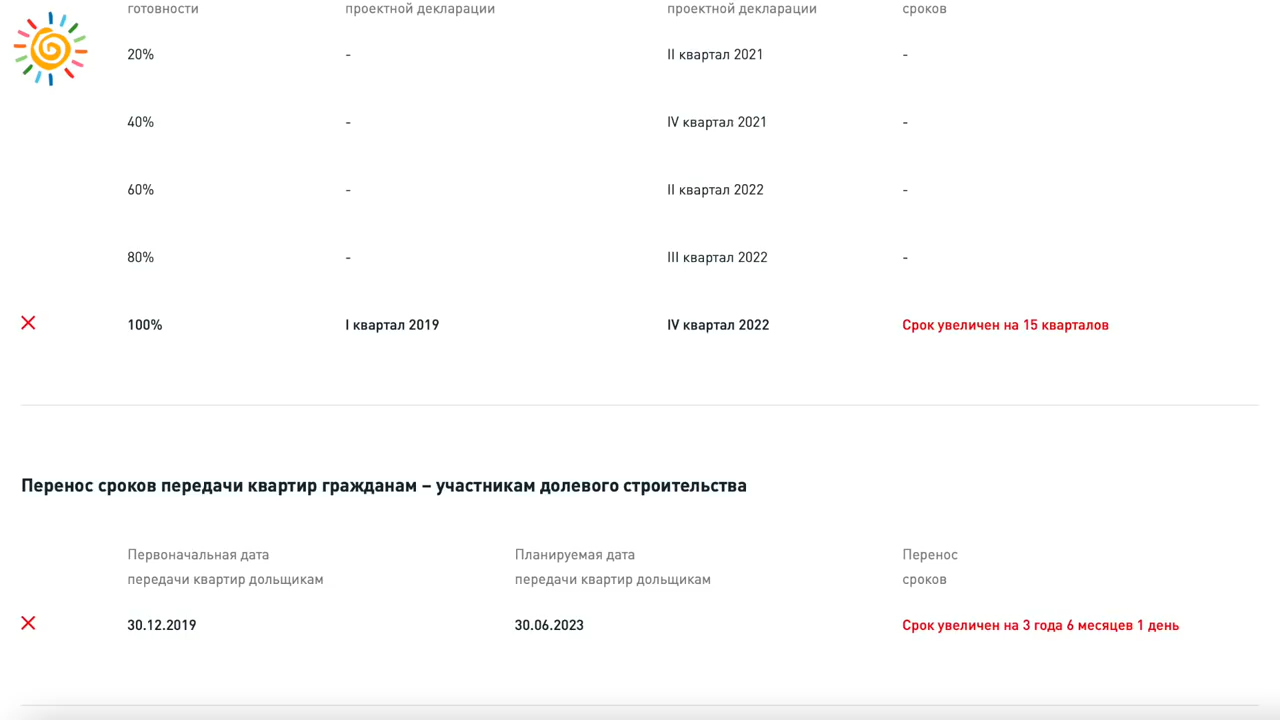 готовности проектной декларации проектной декларации сроков
20% - II квартал 2021 -
40% - IV квартал 2021 -
60% - II квартал 2022 -
80% - III квартал 2022 -
100% I квартал 2019 IV квартал 2022 Срок увеличен на 15 кварталов
Перенос сроков передачи квартир гражданам – участникам долевого строительства
Первоначальная дата Планируемая дата Перенос
передачи квартир дольщикам передачи квартир дольщикам сроков
30.12.2019 30.06.2023 Срок увеличен на 3 года 6 месяцев 1 день